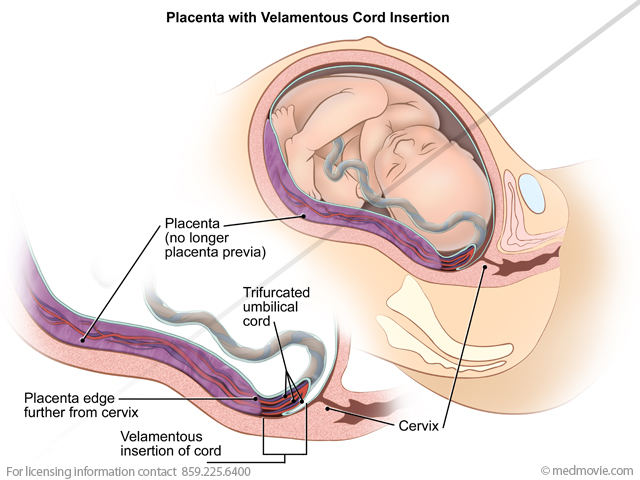 Placenta with Velamentous Cord Insertion
Placenta
(no longer
placenta previa)
Trifurcated
umbilical
cord
Placenta edge
further from cervix
Cervix
Velamentous
insertion of cord
For licensing information contact 859.225.6400
© medmovie.com